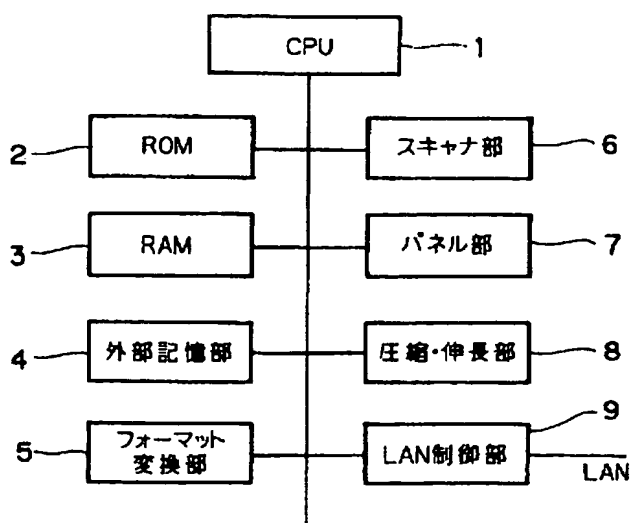 CPU
1
2
ROM
スキャナ部
6
3
RAM
パネル部
7
4
外部記憶部
圧縮・伸長部
8
5
フォーマット
変換部
LAN制御部
9
LAN